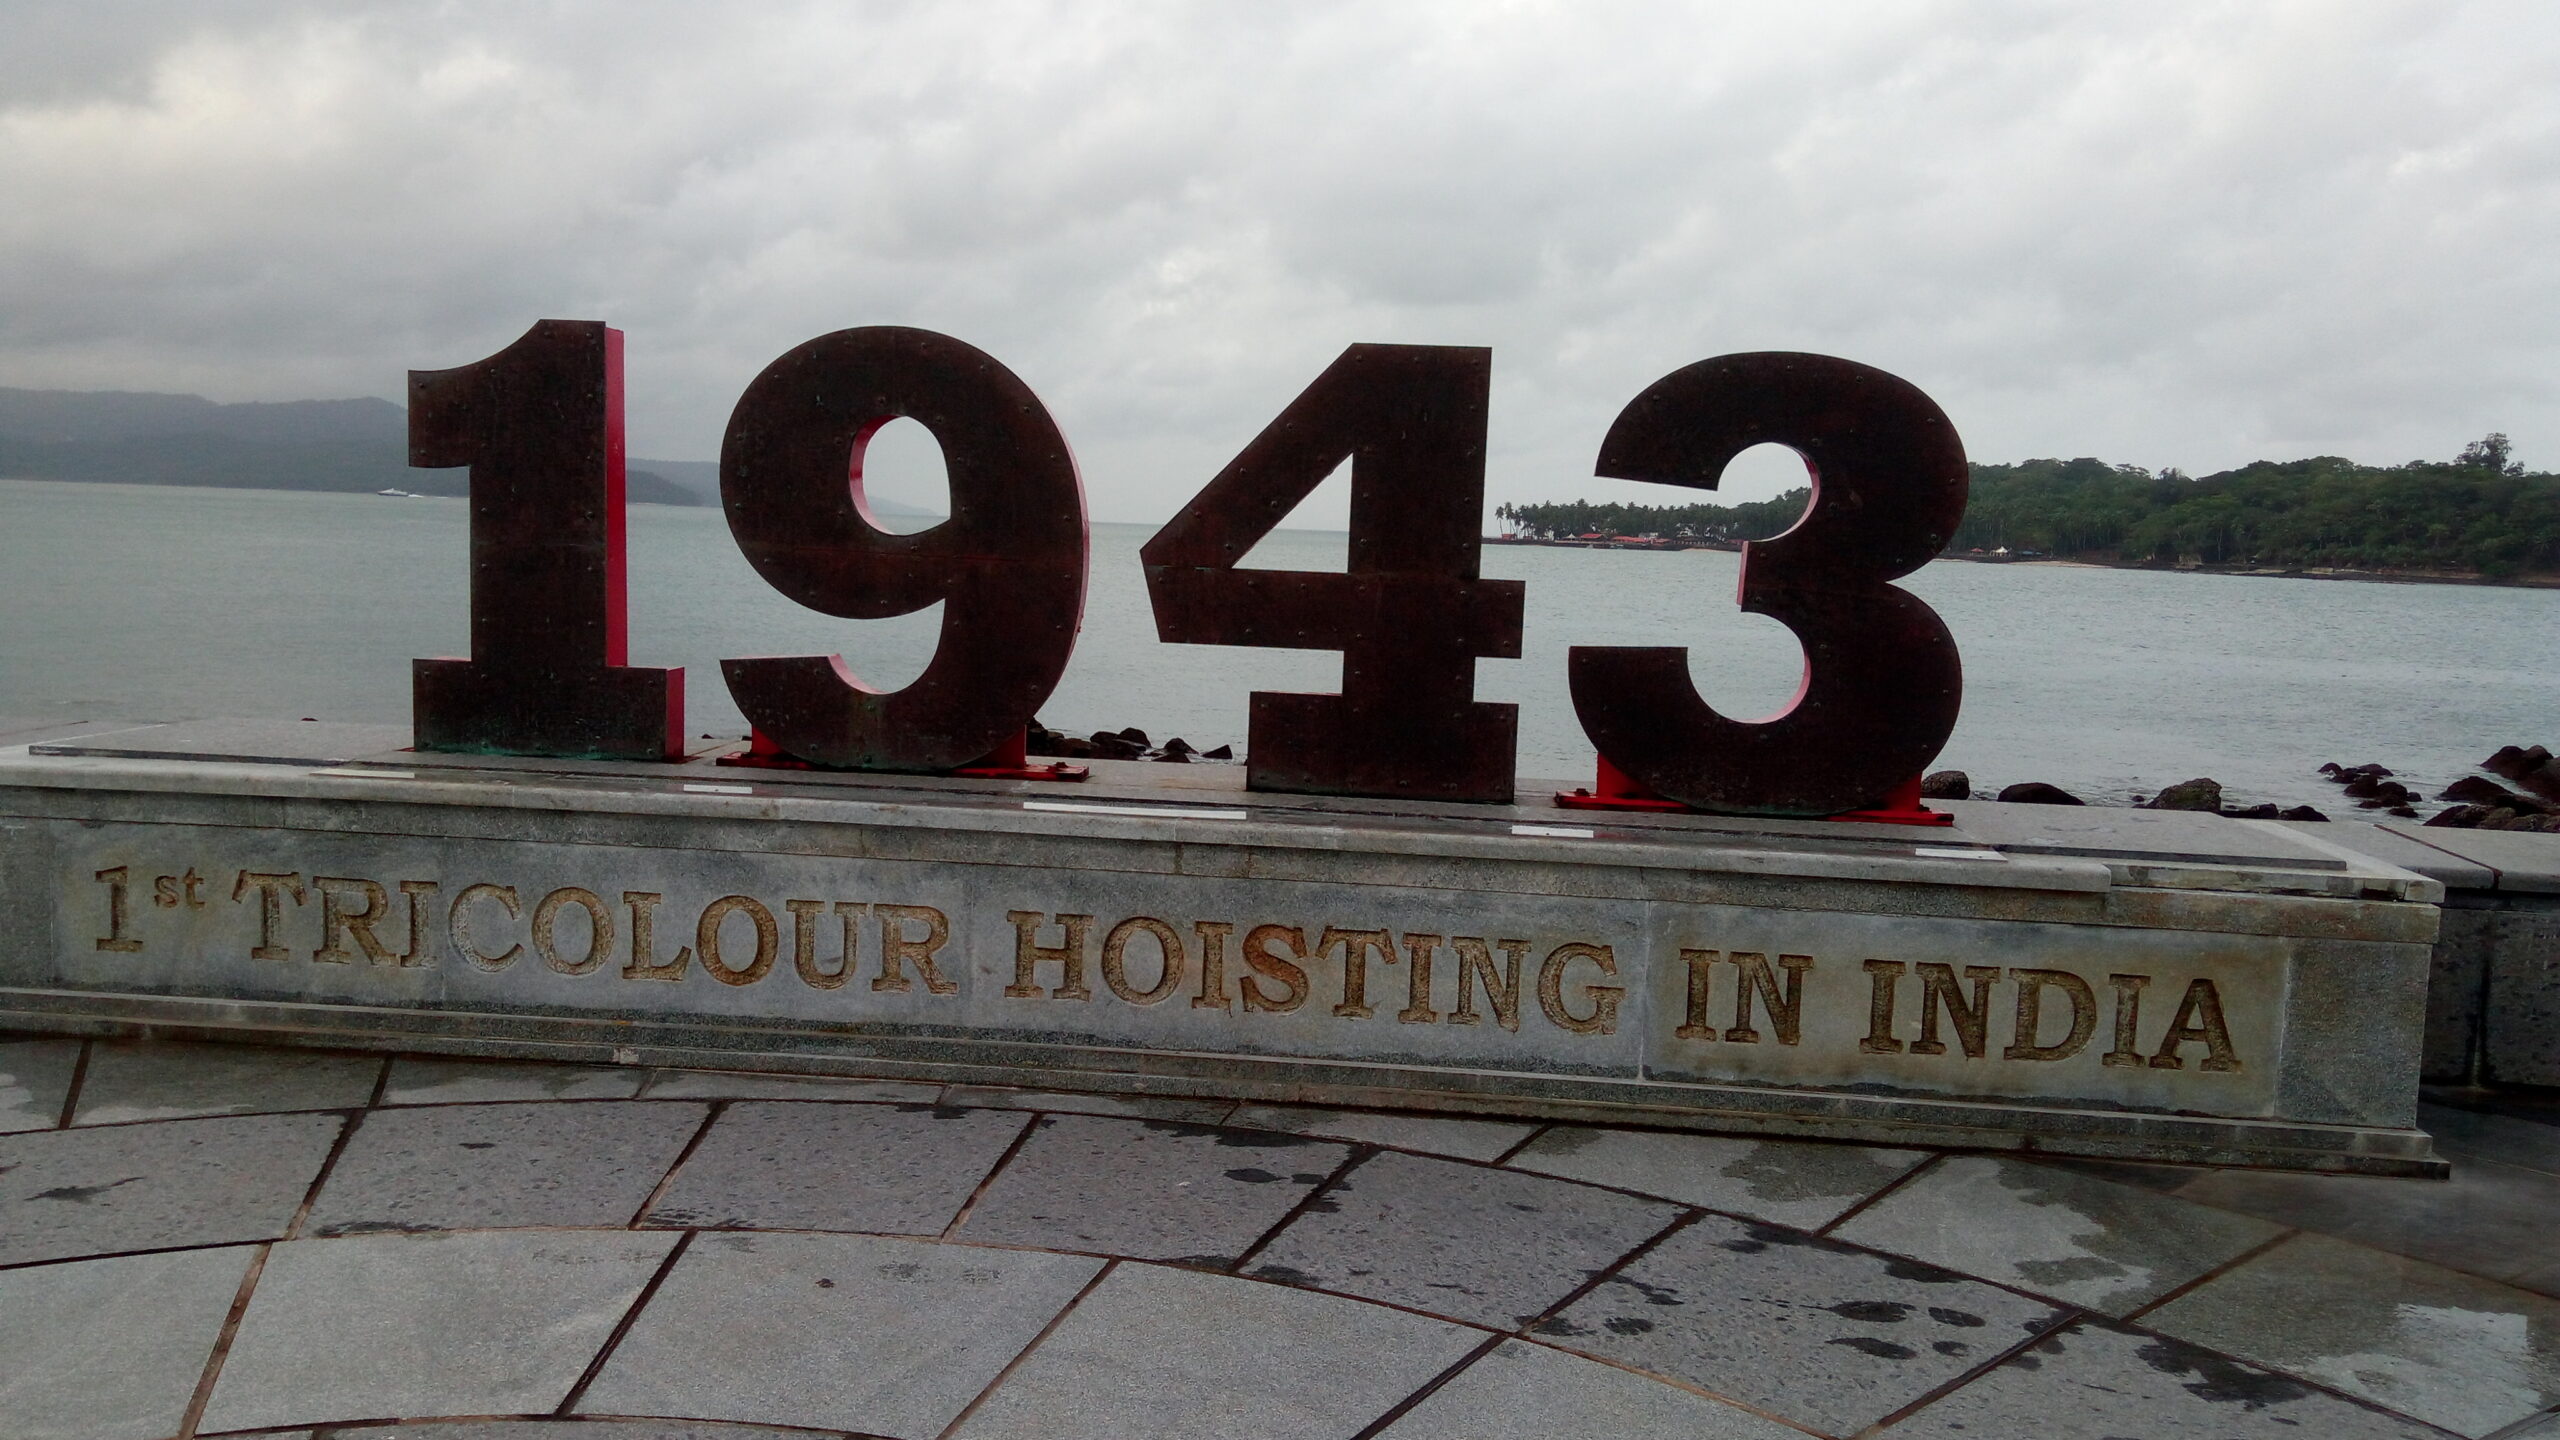 1943
1st TRICOLOUR HOISTING IN INDIA